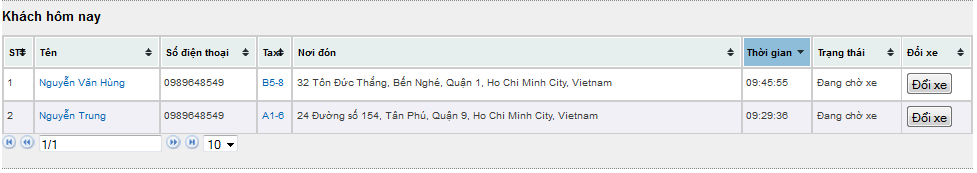 Khách hôm nay
STT Tên Số điện thoại Taxi Nơi đón Thời gian Trạng thái Đổi xe
1 Nguyễn Văn Hùng 0989648549 B5-8 32 Tôn Đức Thắng, Bến Nghé, Quận 1, Ho Chi Minh City, Vietnam 09:45:55 Đang chờ xe Đổi xe
2 Nguyễn Trung 0989648549 A1-6 24 Đường số 154, Tân Phú, Quận 9, Ho Chi Minh City, Vietnam 09:29:36 Đang chờ xe Đổi xe
1/1 10